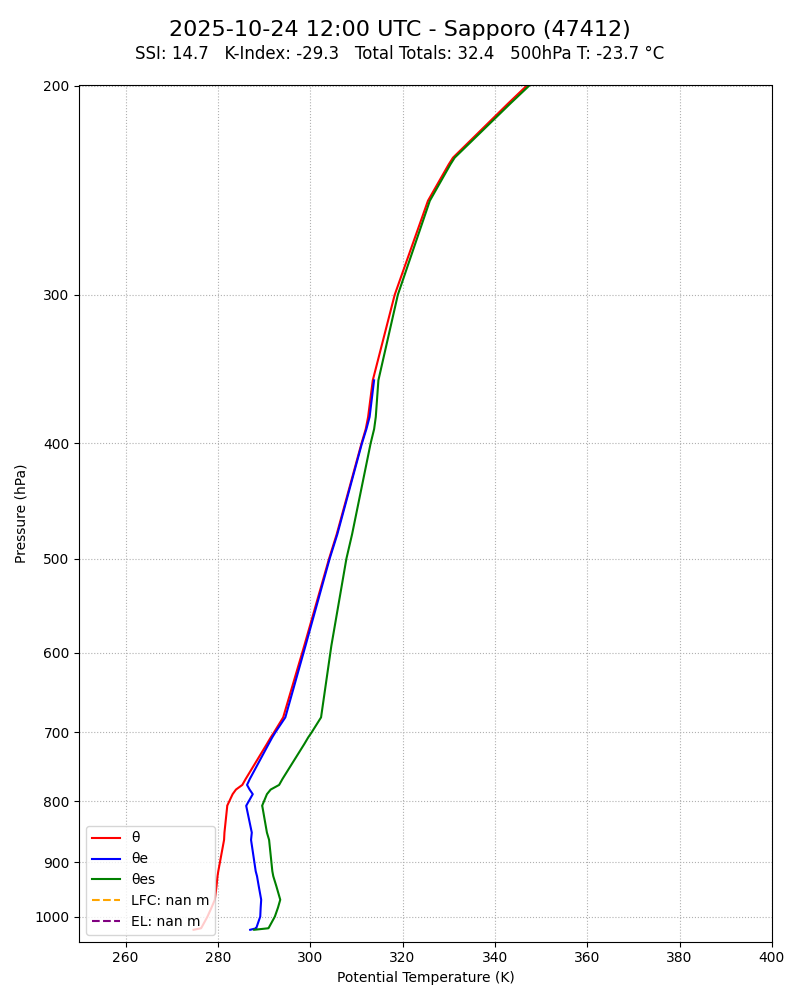 2025-10-24 12:00 UTC - Sapporo (47412)
SSI: 14.7   K-Index: -29.3   Total Totals: 32.4   500hPa T: -23.7 °C
200
300
400
500
600
700
800
900
1000
Pressure (hPa)
θ
θe
θes
LFC: nan m
EL: nan m
260
280
300
320
340
360
380
400
Potential Temperature (K)